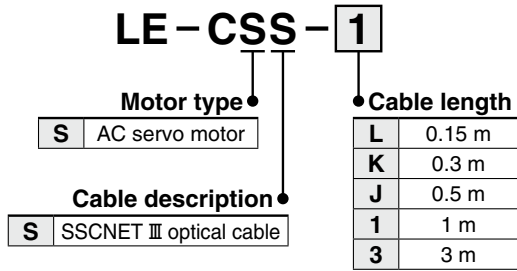 LE－CSS－1
Motor type
S AC servo motor
Cable description
S SSCNET Ⅲ optical cable
Cable length
L 0.15 m
K 0.3 m
J 0.5 m
1 1 m
3 3 m